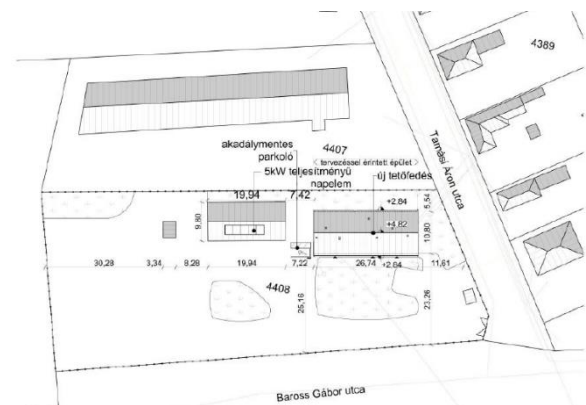 4389
Tamási Áron utca
akadálymentes
parkoló
4407
tervezéssel érintett épület
5kW teljesítményű
napelem
új tetőfedés
19,94
7,42
+2.84
5,54
9,80
+4.82
10,80
30,28
3,34
8,28
19,94
7,22
26,74
+2.84
11,61
4408
25,16
23,26
Baross Gábor utca